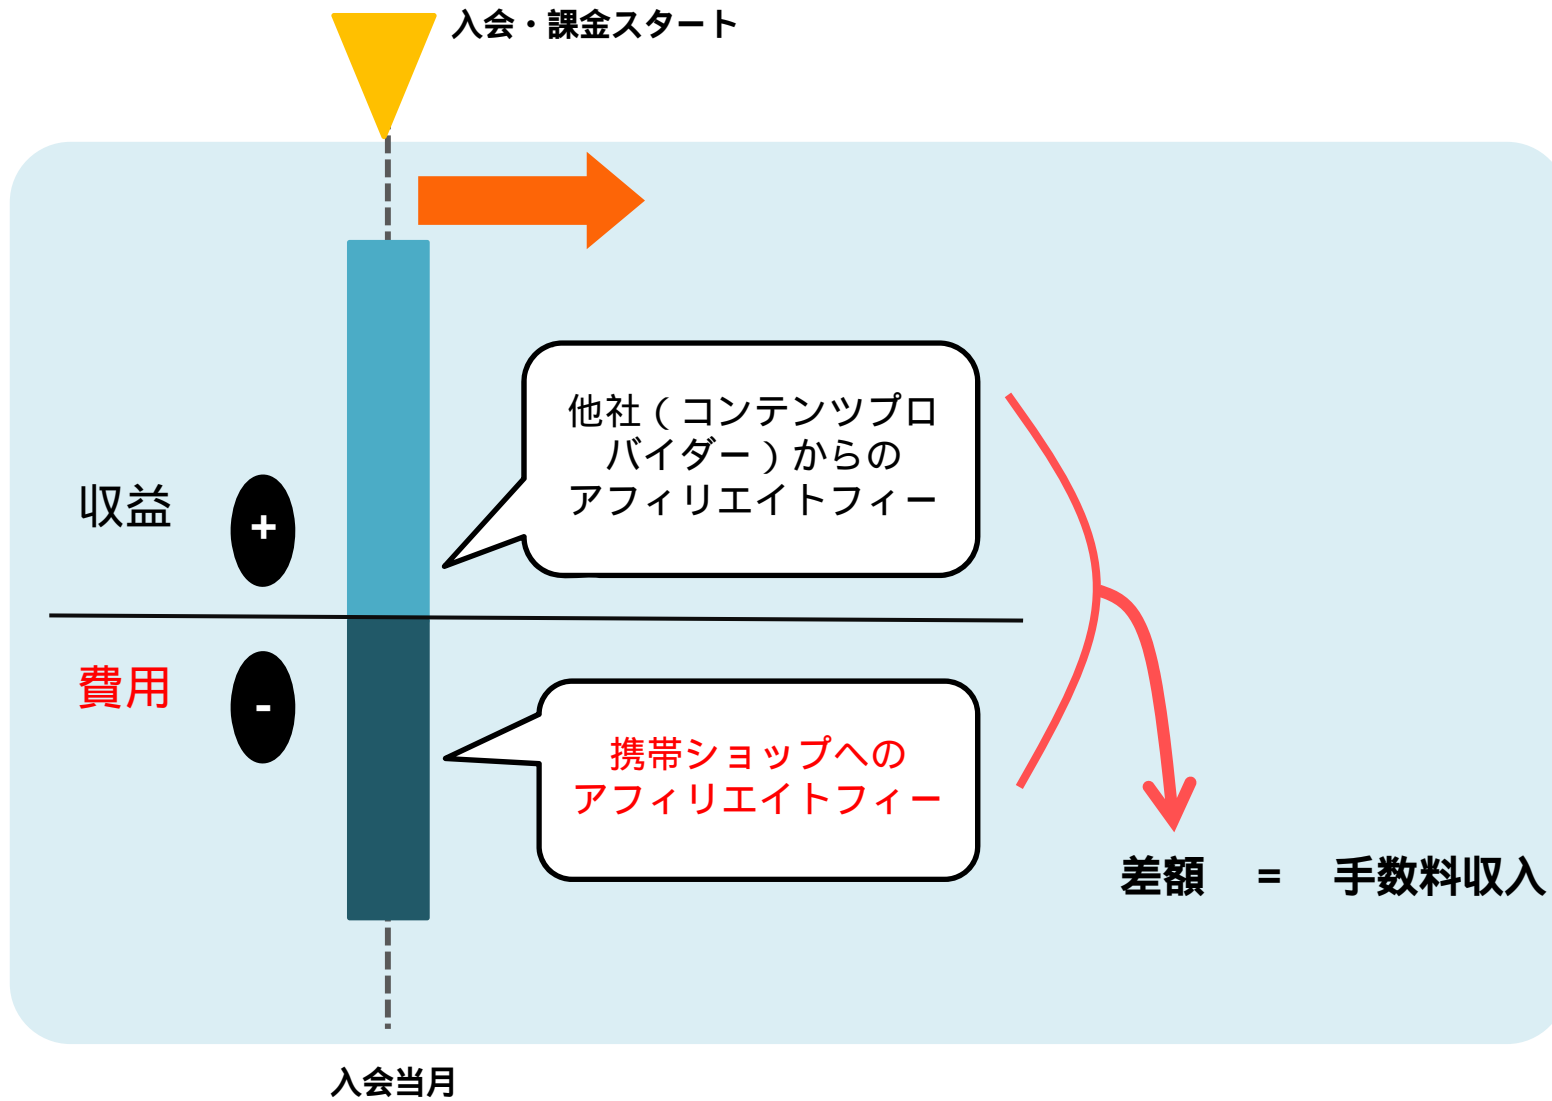 入会・課金スタート
他社（コンテンツプロ
バイダー）からの
アフィリエイトフィー
収益
+
費用
-
携帯ショップへの
アフィリエイトフィー
差額 = 手数料収入
入会当月